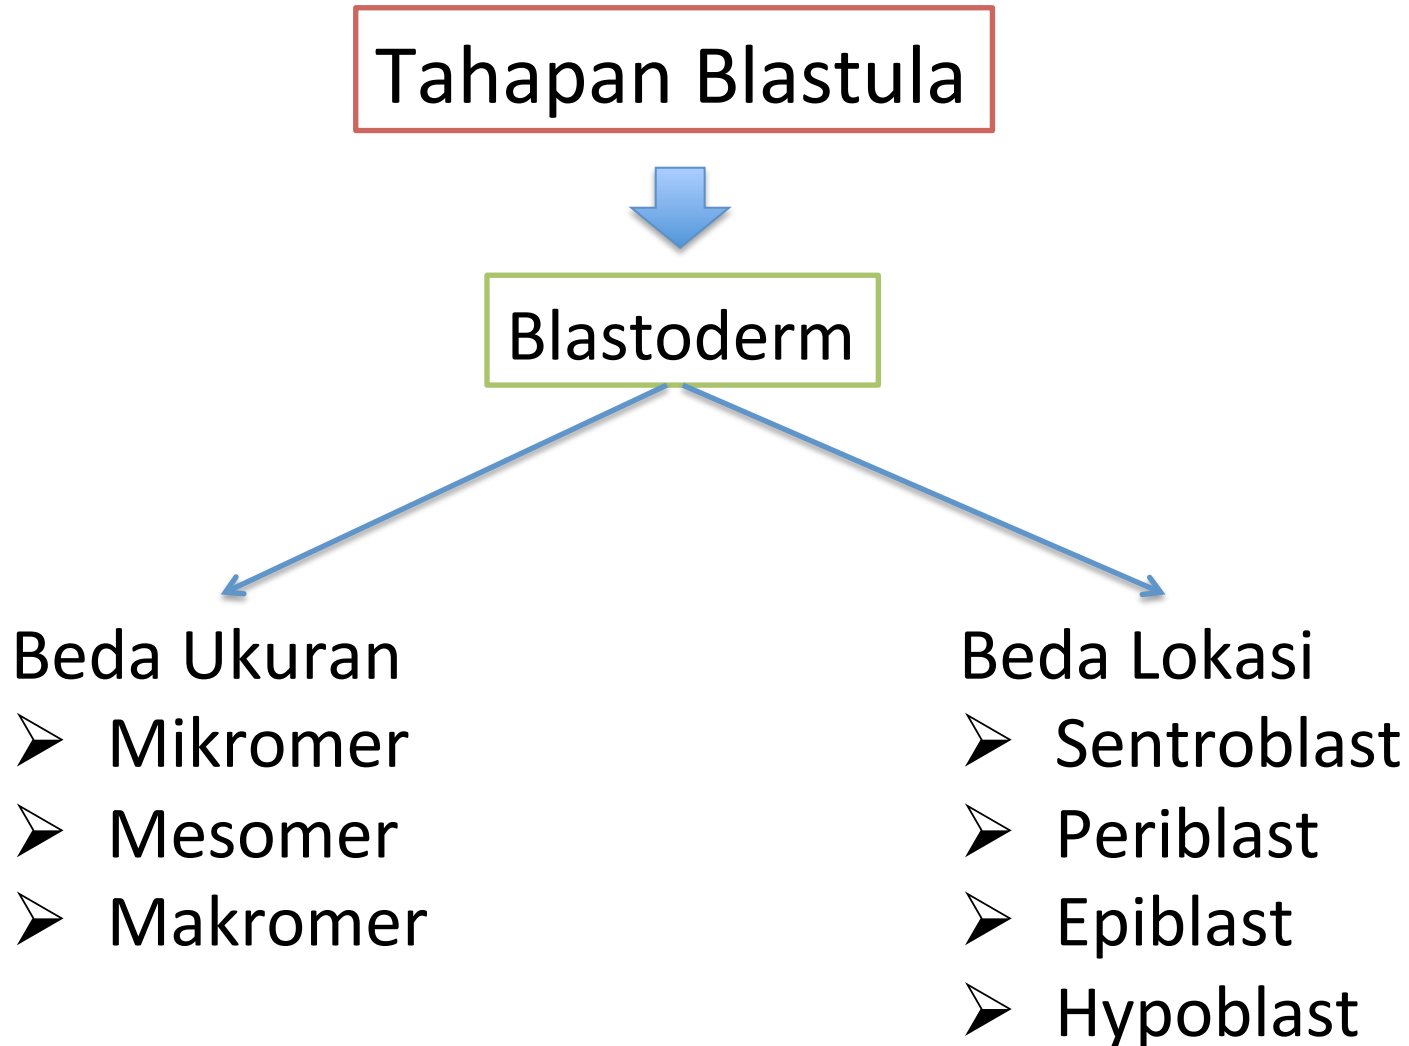 Tahapan Blastula
Blastoderm
Beda Ukuran
Mikromer
Mesomer
Makromer
Beda Lokasi
Sentroblast
Periblast
Epiblast
Hypoblast